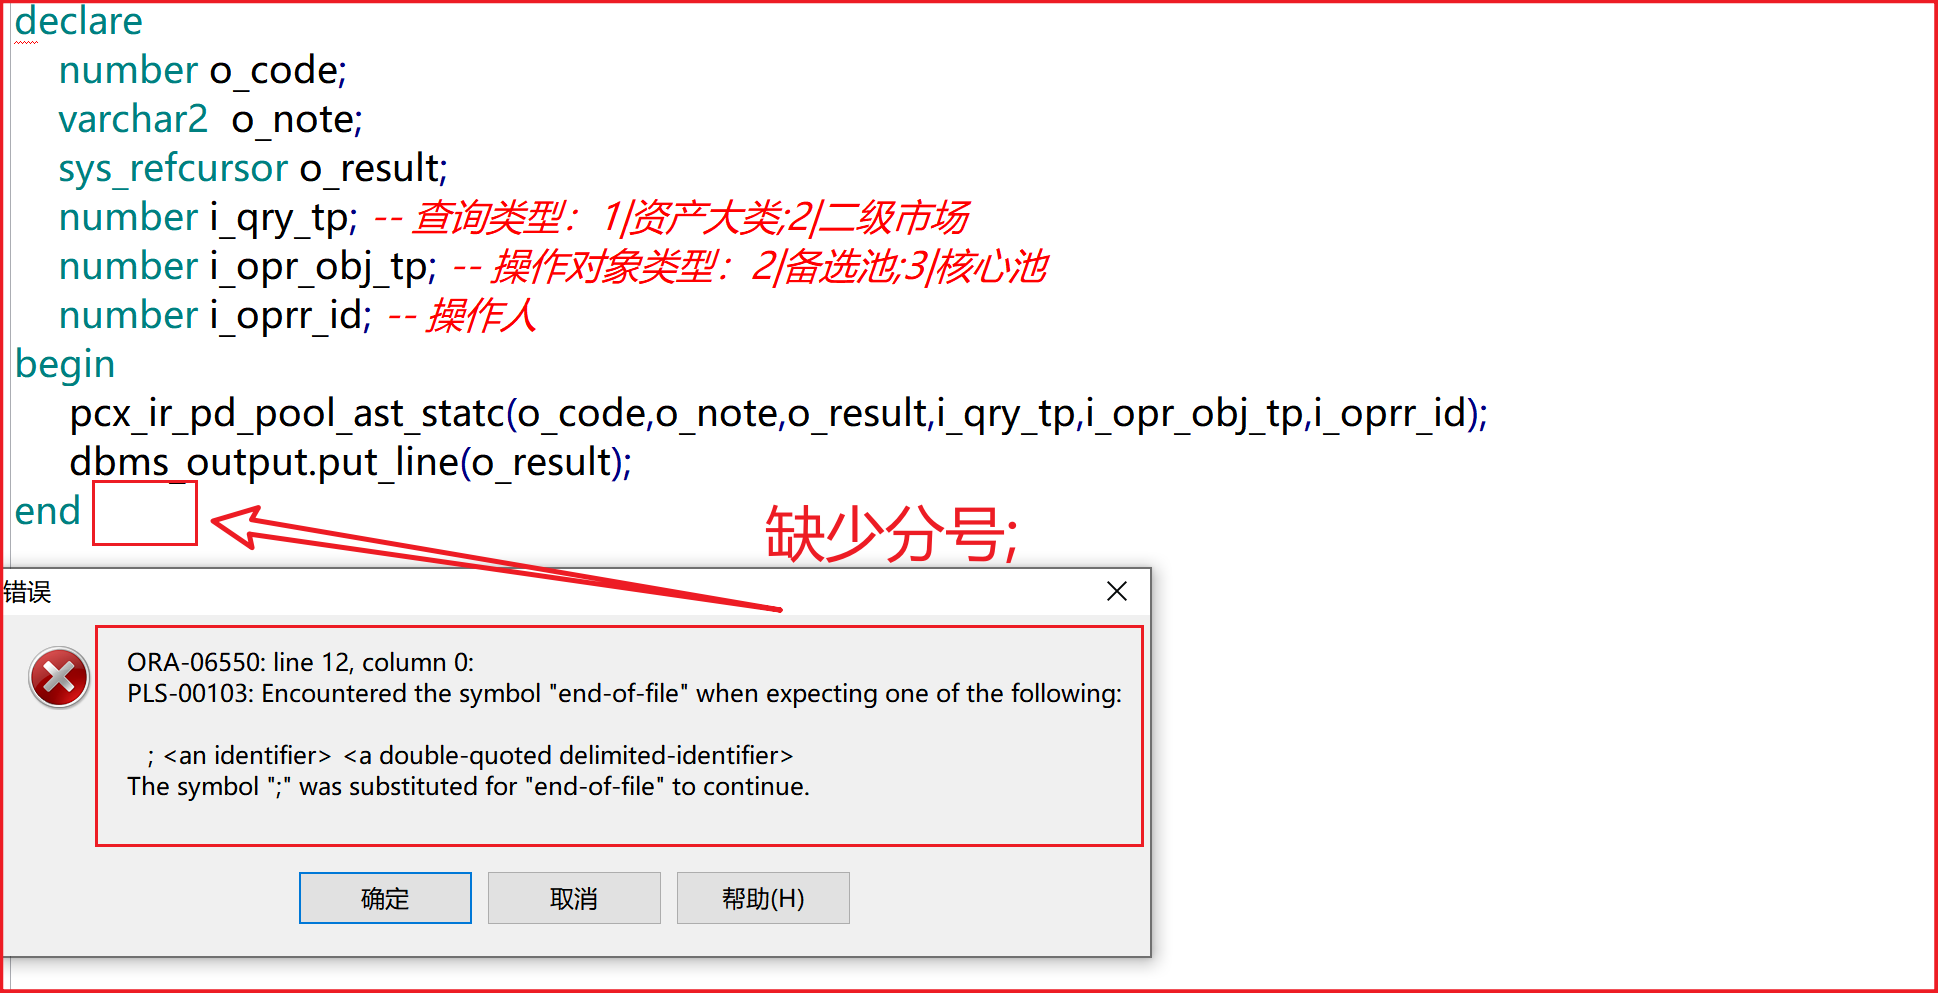 declare
number o_code;
varchar2 o_note;
sys_refcursor o_result;
number i_qry_tp; -- 查询类型：1|资产大类;2|二级市场
number i_opr_obj_tp; -- 操作对象类型：2|备选池;3|核心池
number i_oprr_id; -- 操作人
begin
pcx_ir_pd_pool_ast_statc(o_code,o_note,o_result,i_qry_tp,i_opr_obj_tp,i_oprr_id);
dbms_output.put_line(o_result);
end
缺少分号;
错误
ORA-06550: line 12, column 0:
PLS-00103: Encountered the symbol "end-of-file" when expecting one of the following:
; <an identifier> <a double-quoted delimited-identifier>
The symbol ";" was substituted for "end-of-file" to continue.
确定 取消 帮助(H)